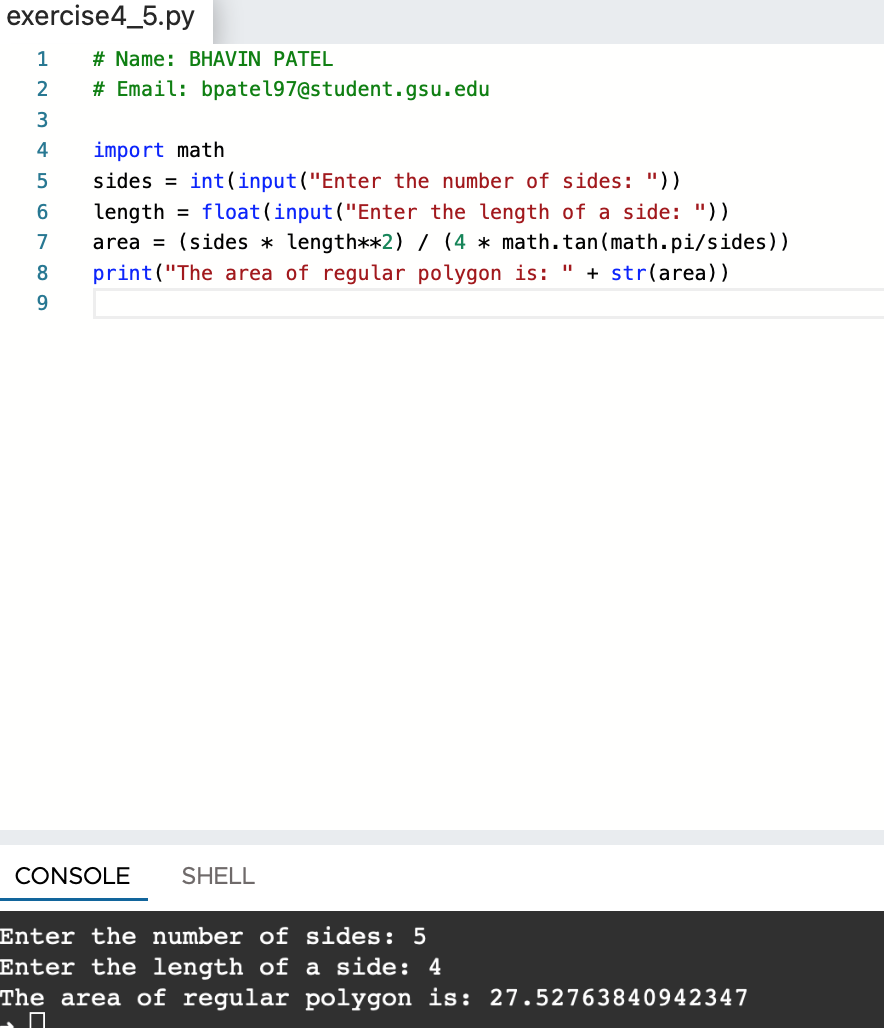 exercise4_5.py
1 # Name: BHAVIN PATEL
2 # Email: bpatel97@student.gsu.edu
3
4 import math
5 sides = int(input("Enter the number of sides: "))
6 length = float(input("Enter the length of a side: "))
7 area = (sides * length**2) / (4 * math.tan(math.pi/sides))
8 print("The area of regular polygon is: " + str(area))
9
CONSOLE SHELL
Enter the number of sides: 5
Enter the length of a side: 4
The area of regular polygon is: 27.52763840942347